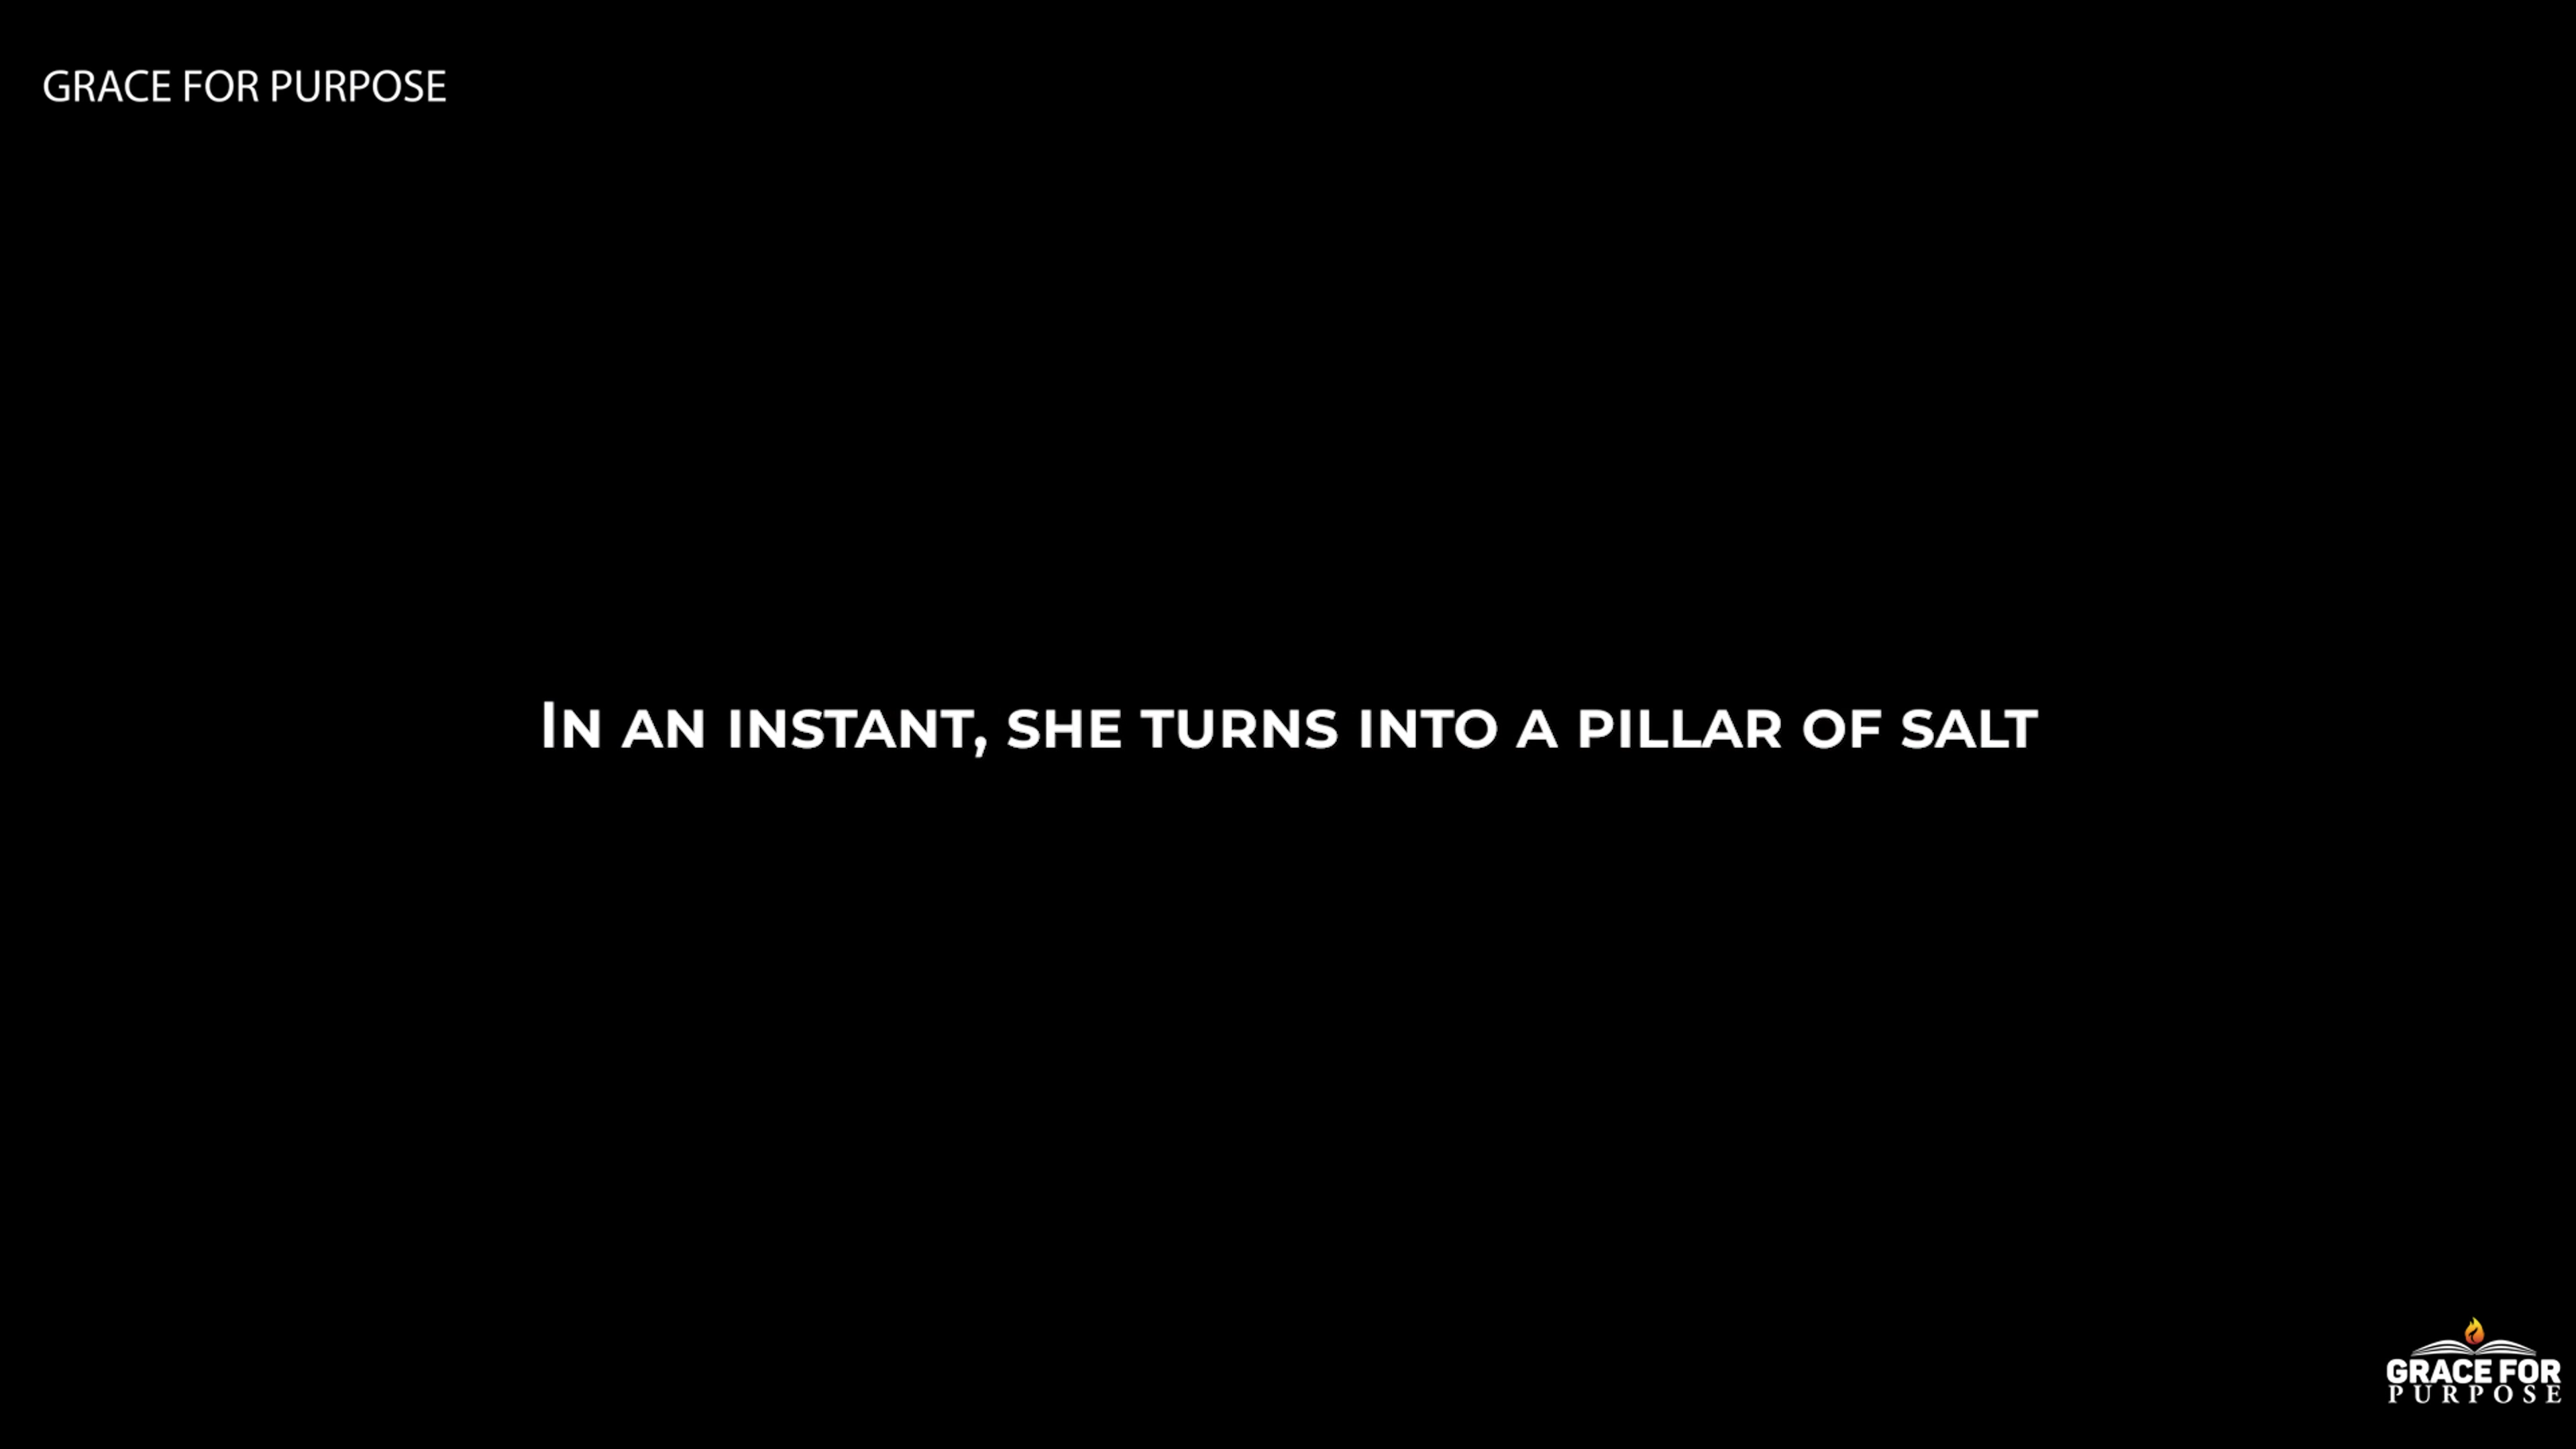 GRACE FOR PURPOSE
IN AN INSTANT, SHE TURNS INTO A PILLAR OF SALT
GRACE FOR
PURPOSE